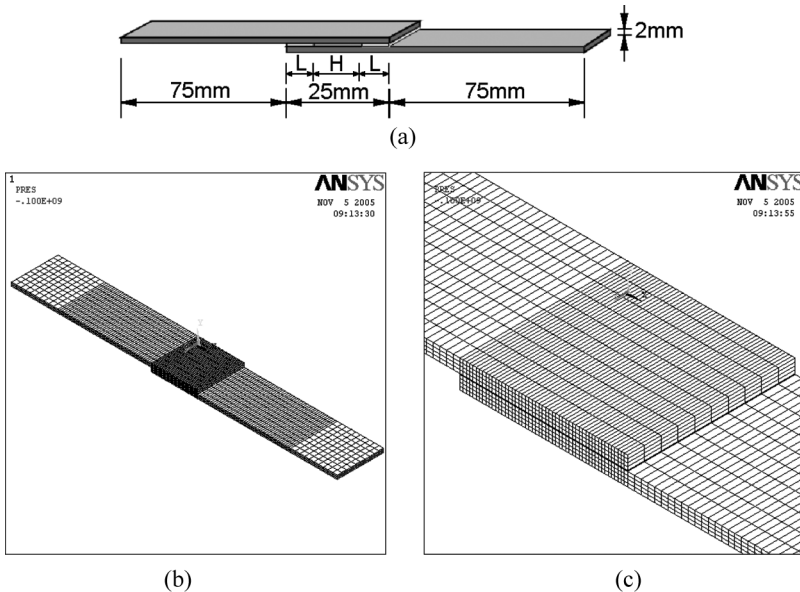 2mm
L H L
75mm 25mm 75mm
(a)
1
PRES
-.100E+09
ANSYS
NOV 5 2005
09:13:30
Y
(b)
PRES
-.100E+09
ANSYS
NOV 5 2005
09:13:55
(c)